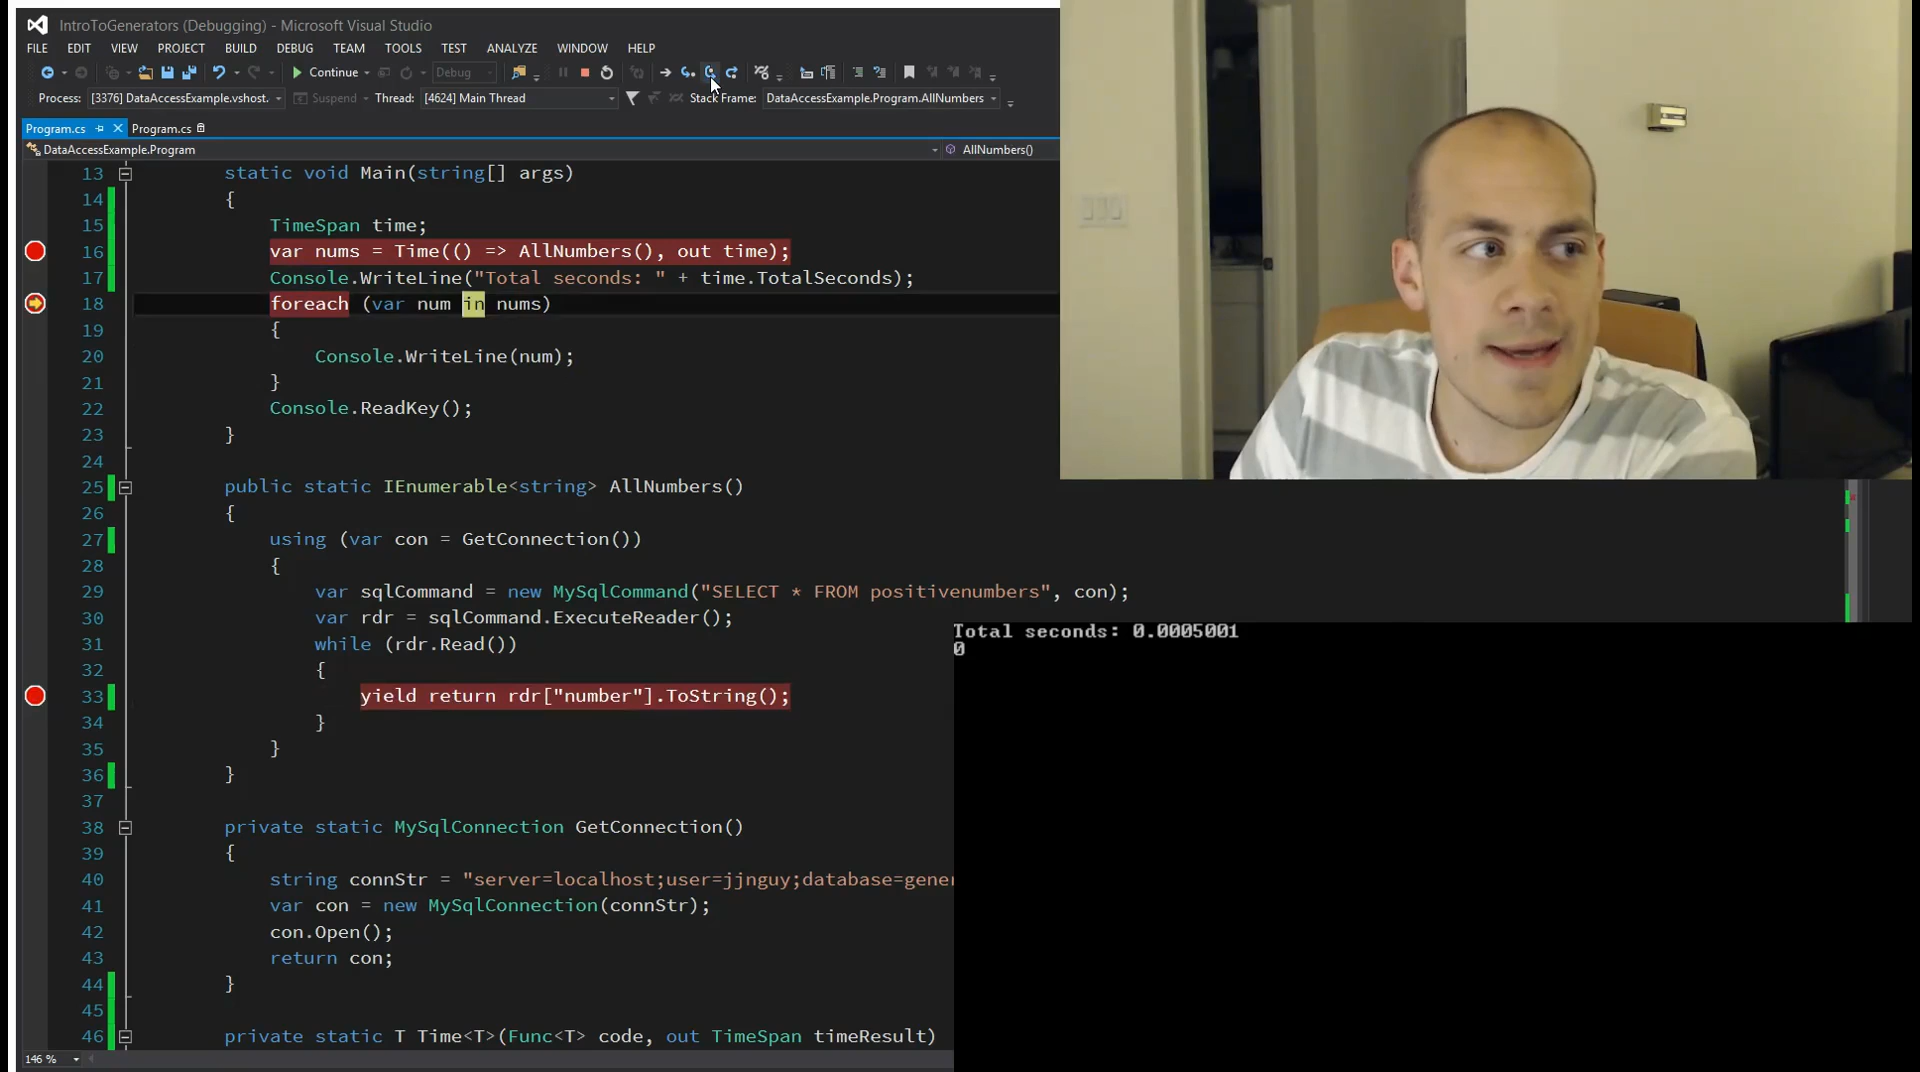 IntroToGenerators (Debugging) - Microsoft Visual Studio
FILE EDIT VIEW PROJECT BUILD DEBUG TEAM TOOLS TEST ANALYZE WINDOW HELP
Continue Debug
Process: [3376] DataAccessExample.vshost. Suspend Thread: [4624] Main Thread Stack Frame: DataAccessExample.Program.AllNumbers
Program.cs Program.cs
DataAccessExample.Program AllNumbers()
13 static void Main(string[] args)
14 {
15 TimeSpan time;
16 var nums = Time(() => AllNumbers(), out time);
17 Console.WriteLine("Total seconds: " + time.TotalSeconds);
18 foreach (var num in nums)
19 {
20 Console.WriteLine(num);
21 }
22 Console.ReadKey();
23 }
24
25 public static IEnumerable<string> AllNumbers()
26 {
27 using (var con = GetConnection())
28 {
29 var sqlCommand = new MySqlCommand("SELECT * FROM positivenumbers", con);
30 var rdr = sqlCommand.ExecuteReader();
31 while (rdr.Read())
32 {
33 yield return rdr["number"].ToString();
34 }
35 }
36 }
37
38 private static MySqlConnection GetConnection()
39 {
40 string connStr = "server=localhost;user=jjnguy;database=gener
41 var con = new MySqlConnection(connStr);
42 con.Open();
43 return con;
44 }
45
46 private static T Time<T>(Func<T> code, out TimeSpan timeResult)
146 %
Total seconds: 0.0005001
0